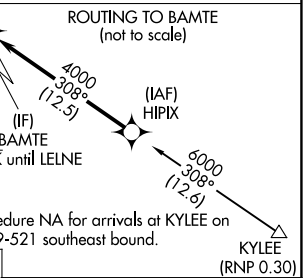 ROUTING TO BAMTE
(not to scale)
4000
308°
(12.5)
(IAF)
HIPIX
(IF)
BAMTE
until LELNE
6000
308°
(12.6)
edure NA for arrivals at KYLEE on
9-521 southeast bound.
KYLEE
(RNP 0.30)